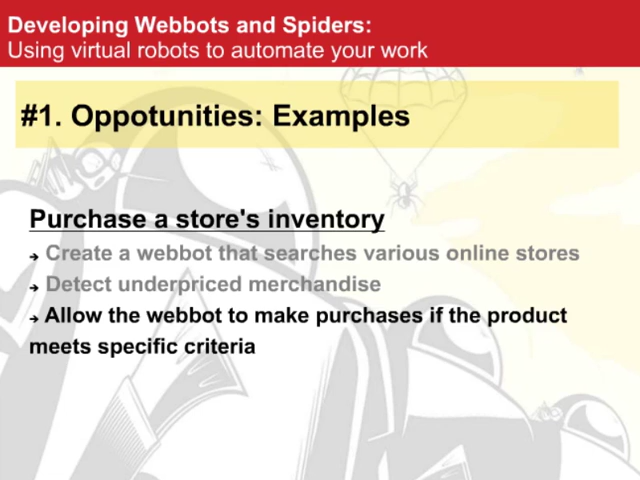 Developing Webbots and Spiders:
Using virtual robots to automate your work
#1. Oppotunities: Examples
Purchase a store's inventory
→ Create a webbot that searches various online stores
→ Detect underpriced merchandise
→ Allow the webbot to make purchases if the product
meets specific criteria